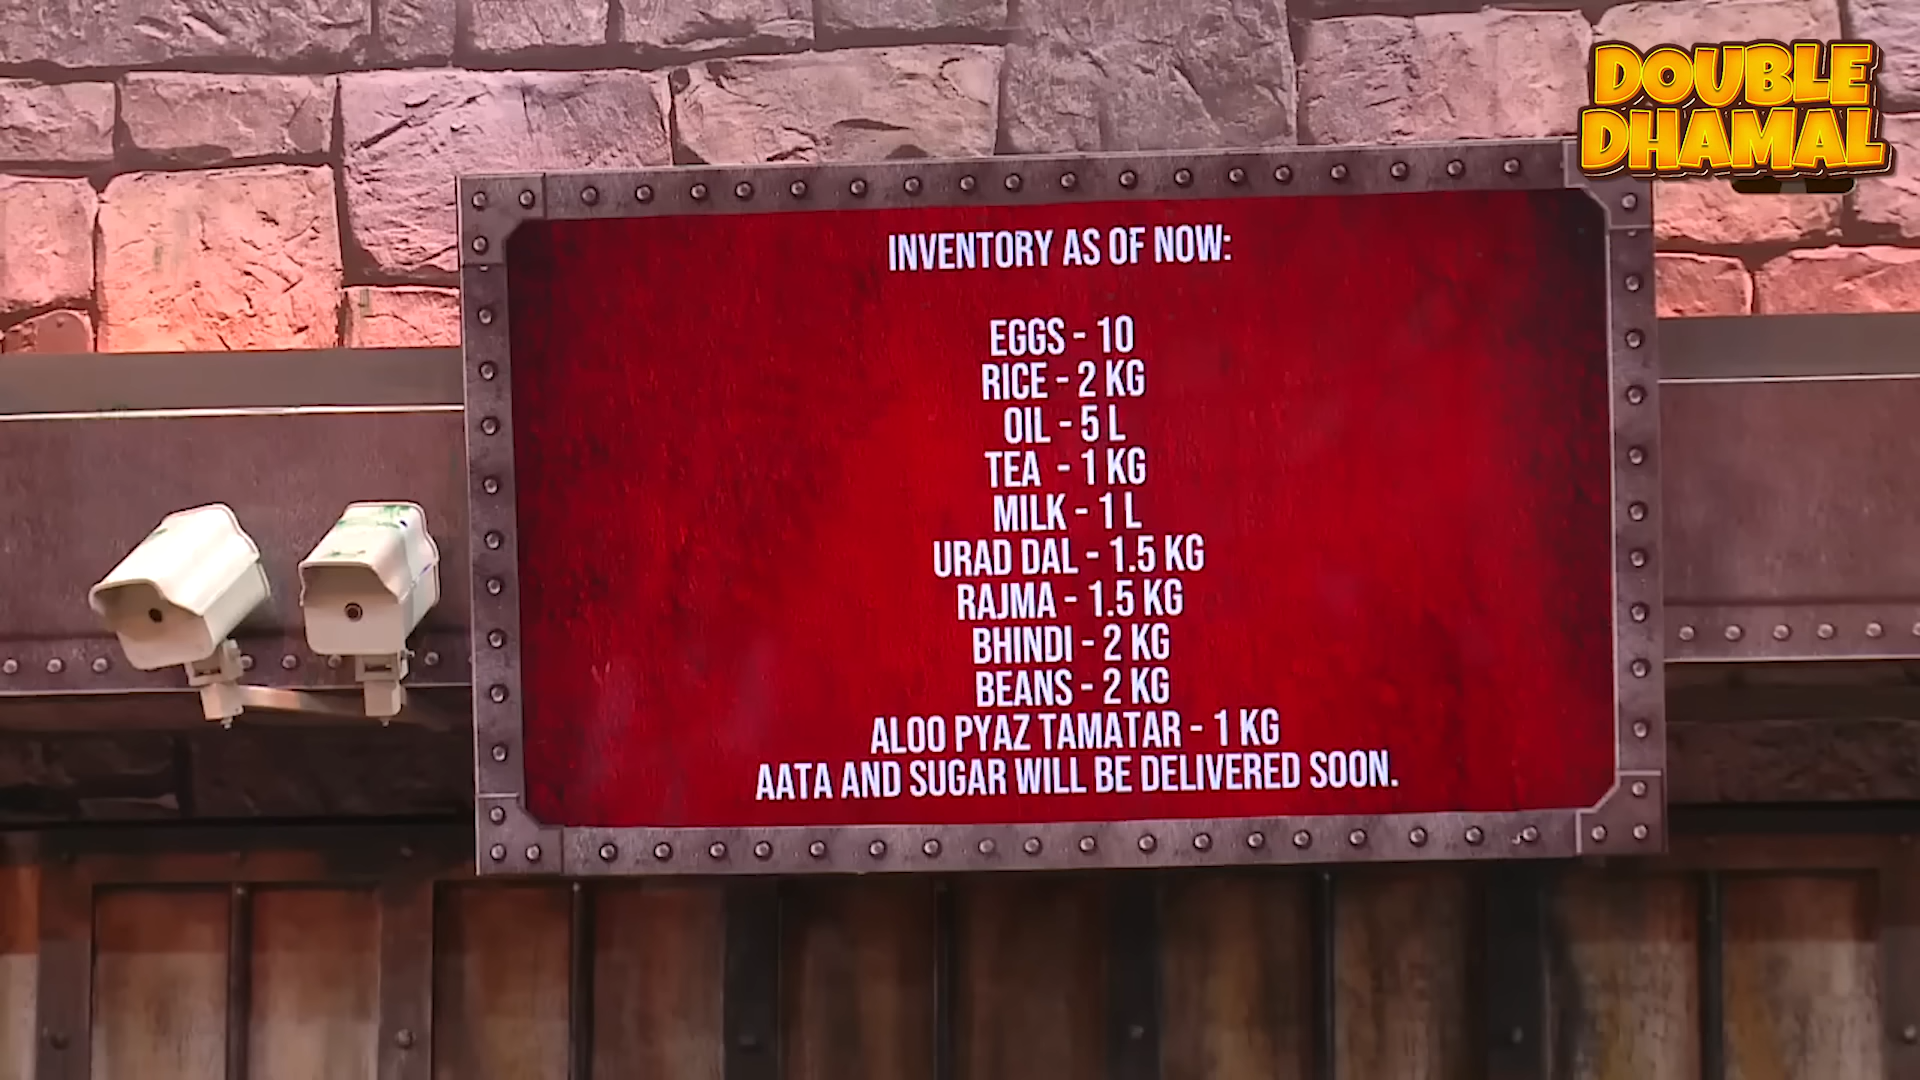 DOUBLE
DHAMAL
INVENTORY AS OF NOW:
EGGS - 10
RICE - 2 KG
OIL - 5 L
TEA - 1 KG
MILK - 1 L
URAD DAL - 1.5 KG
RAJMA - 1.5 KG
BHINDI - 2 KG
BEANS - 2 KG
ALOO PYAZ TAMATAR - 1 KG
AATA AND SUGAR WILL BE DELIVERED SOON.